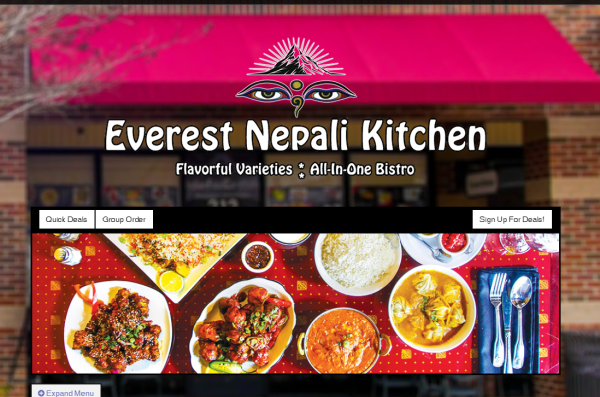 Everest Nepali Kitchen
Flavorful Varieties ⁑ All-In-One Bistro
Quick Deals
Group Order
Sign Up For Deals!
Expand Menu